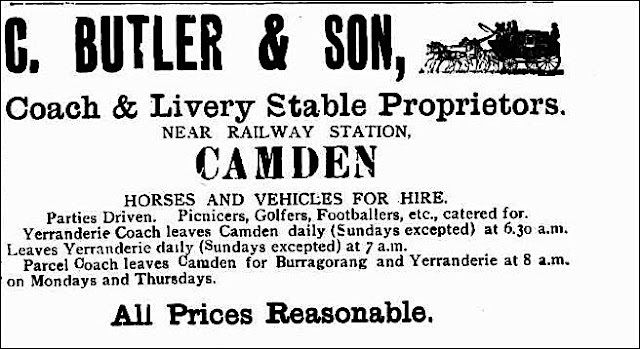 C. BUTLER & SON,
Coach & Livery Stable Proprietors.
NEAR RAILWAY STATION,
CAMDEN
HORSES AND VEHICLES FOR HIRE.
Parties Driven. Picnicers, Golfers, Footballers, etc., catered for.
Yerranderie Coach leaves Camden daily (Sundays excepted) at 6.30 a.m.
Leaves Yerranderie daily (Sundays excepted) at 7 a.m.
Parcel Coach leaves Camden for Burragorang and Yerranderie at 8 a.m.
on Mondays and Thursdays.
All Prices Reasonable.